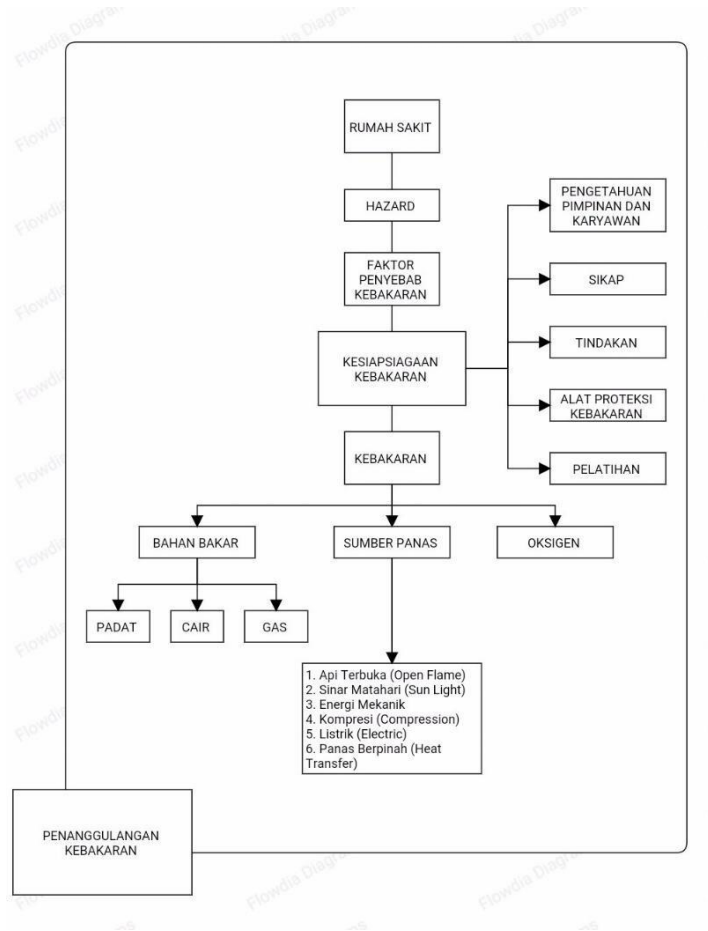 RUMAH SAKIT
HAZARD
FAKTOR
PENYEBAB
KEBAKARAN
KESIAPSIAGAAN
KEBAKARAN
PENGETAHUAN
PIMPINAN DAN
KARYAWAN
SIKAP
TINDAKAN
ALAT PROTEKSI
KEBAKARAN
PELATIHAN
KEBAKARAN
BAHAN BAKAR
SUMBER PANAS
OKSIGEN
PADAT
CAIR
GAS
1. Api Terbuka (Open Flame)
2. Sinar Matahari (Sun Light)
3. Energi Mekanik
4. Kompresi (Compression)
5. Listrik (Electric)
6. Panas Berpinah (Heat
Transfer)
PENANGGULANGAN
KEBAKARAN
Flowdia Diagrams